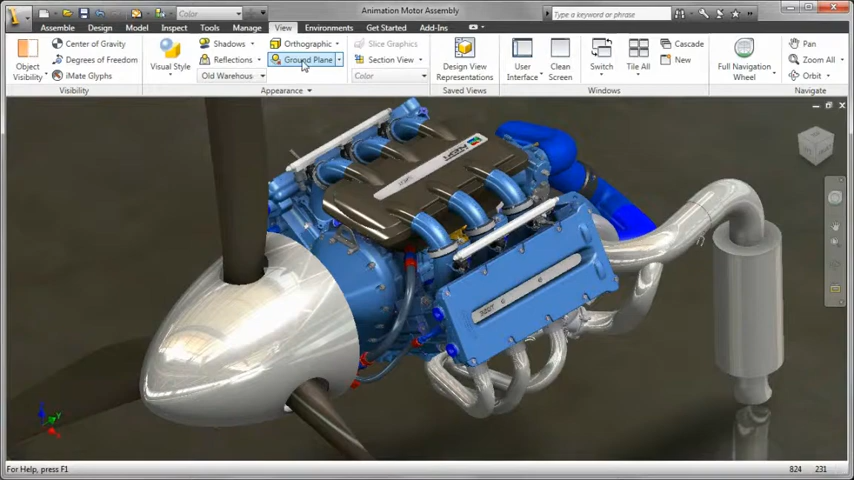 Color
Animation Motor Assembly
Type a keyword or phrase
Assemble Design Model Inspect Tools Manage View Environments Get Started Add-Ins
Object Visibility
Center of Gravity
Degrees of Freedom
iMate Glyphs
Visibility
Visual Style
Shadows
Reflections
Old Warehous
Orthographic
Ground Plane
Slice Graphics
Section View
Color
Appearance
Design View Representations
Saved Views
User Interface
Clean Screen
Switch
Tile All
Cascade
New
Windows
Full Navigation Wheel
Pan
Zoom All
Orbit
Navigate
For Help, press F1
824 231